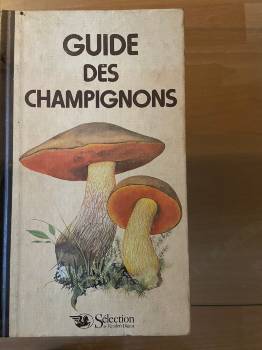 GUIDE
DES
CHAMPIGNONS
Sélection
du Reader's Digest